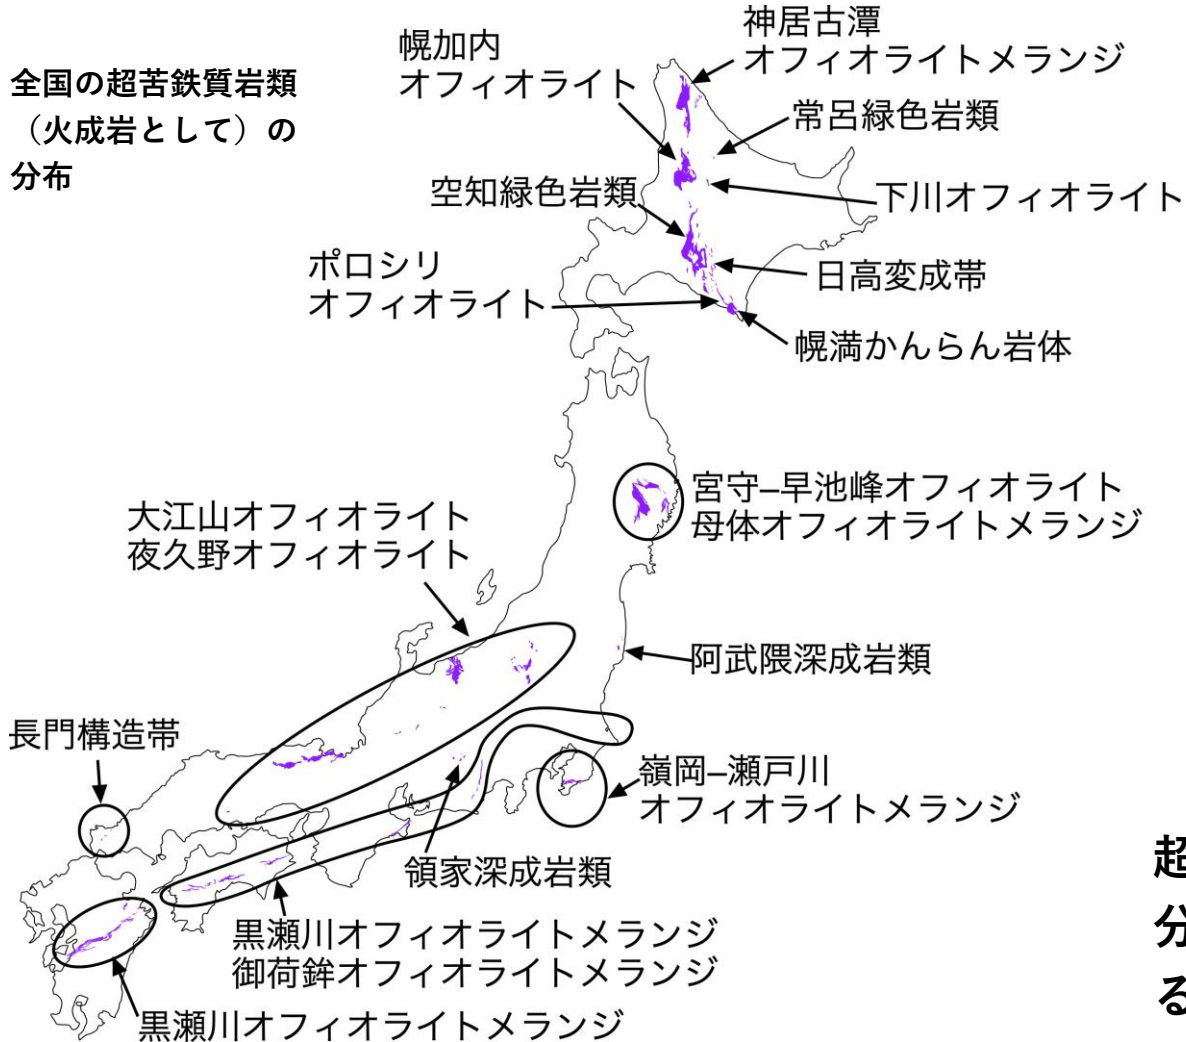 全国の超苦鉄質岩類
（火成岩として）の
分布
幌加内
オフィオライト
神居古潭
オフィオライトメランジ
常呂緑色岩類
空知緑色岩類
下川オフィオライト
ポロシリ
オフィオライト
日高変成帯
幌満かんらん岩体
宮守–早池峰オフィオライト
母体オフィオライトメランジ
大江山オフィオライト
夜久野オフィオライト
阿武隈深成岩類
長門構造帯
嶺岡–瀬戸川
オフィオライトメランジ
領家深成岩類
黒瀬川オフィオライトメランジ
御荷鉾オフィオライトメランジ
黒瀬川オフィオライトメランジ
超
分
る